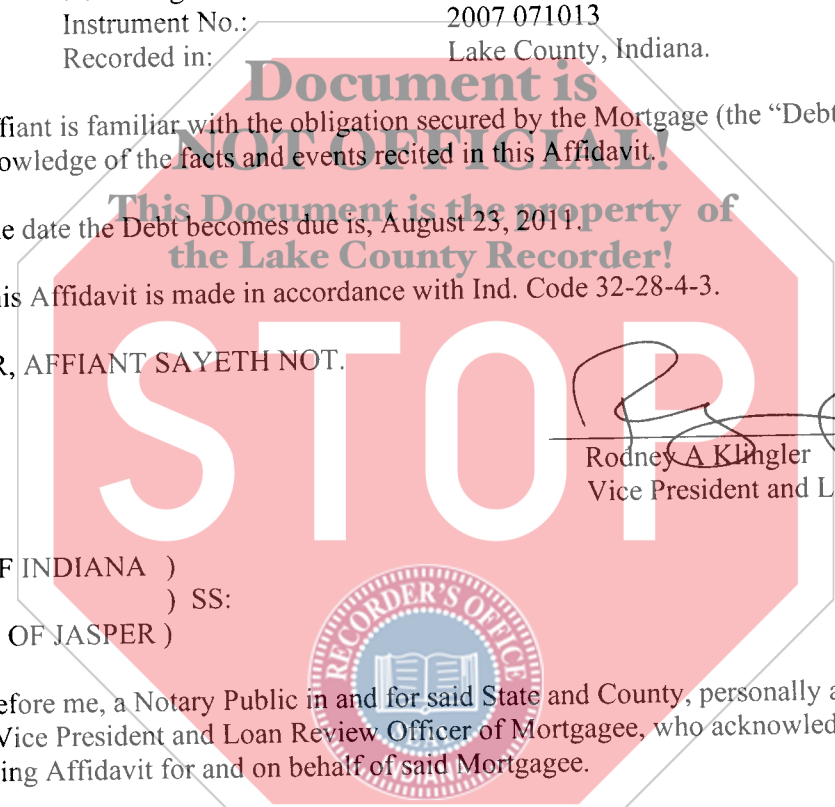 Instrument No.: 2007 071013
Recorded in: Lake County, Indiana.
Document is
ffiant is familiar with the obligation secured by the Mortgage (the “Debt
NOT OFFICIAL!
owledge of the facts and events recited in this Affidavit.
This Document is the property of
e date the Debt becomes due is, August 23, 2011.
the Lake County Recorder!
is Affidavit is made in accordance with Ind. Code 32-28-4-3.
STOP
R, AFFIANT SAYETH NOT.
Rodney A Klingler
Vice President and L
F INDIANA )
) SS:
OF JASPER )
RECORDER'S OFFICE
efore me, a Notary Public in and for said State and County, personally a
Vice President and Loan Review Officer of Mortgagee, who acknowled
ing Affidavit for and on behalf of said Mortgagee.